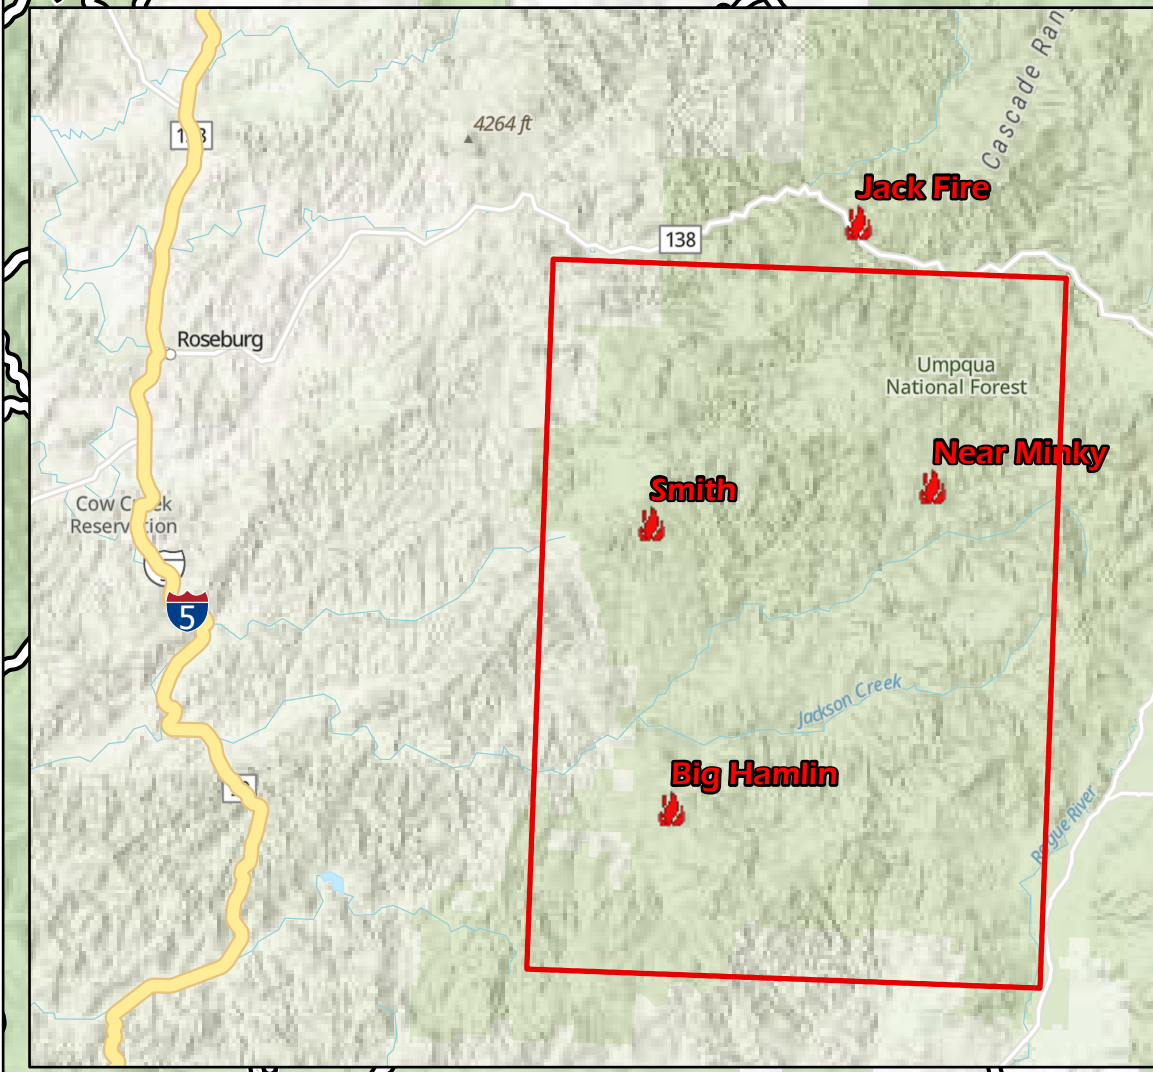 Cascade Ran
4264 ft
Jack Fire
138
Roseburg
Umpqua
National Forest
Near Minky
Smith
5
Jackson Creek
Big Hamlin
Rogue River